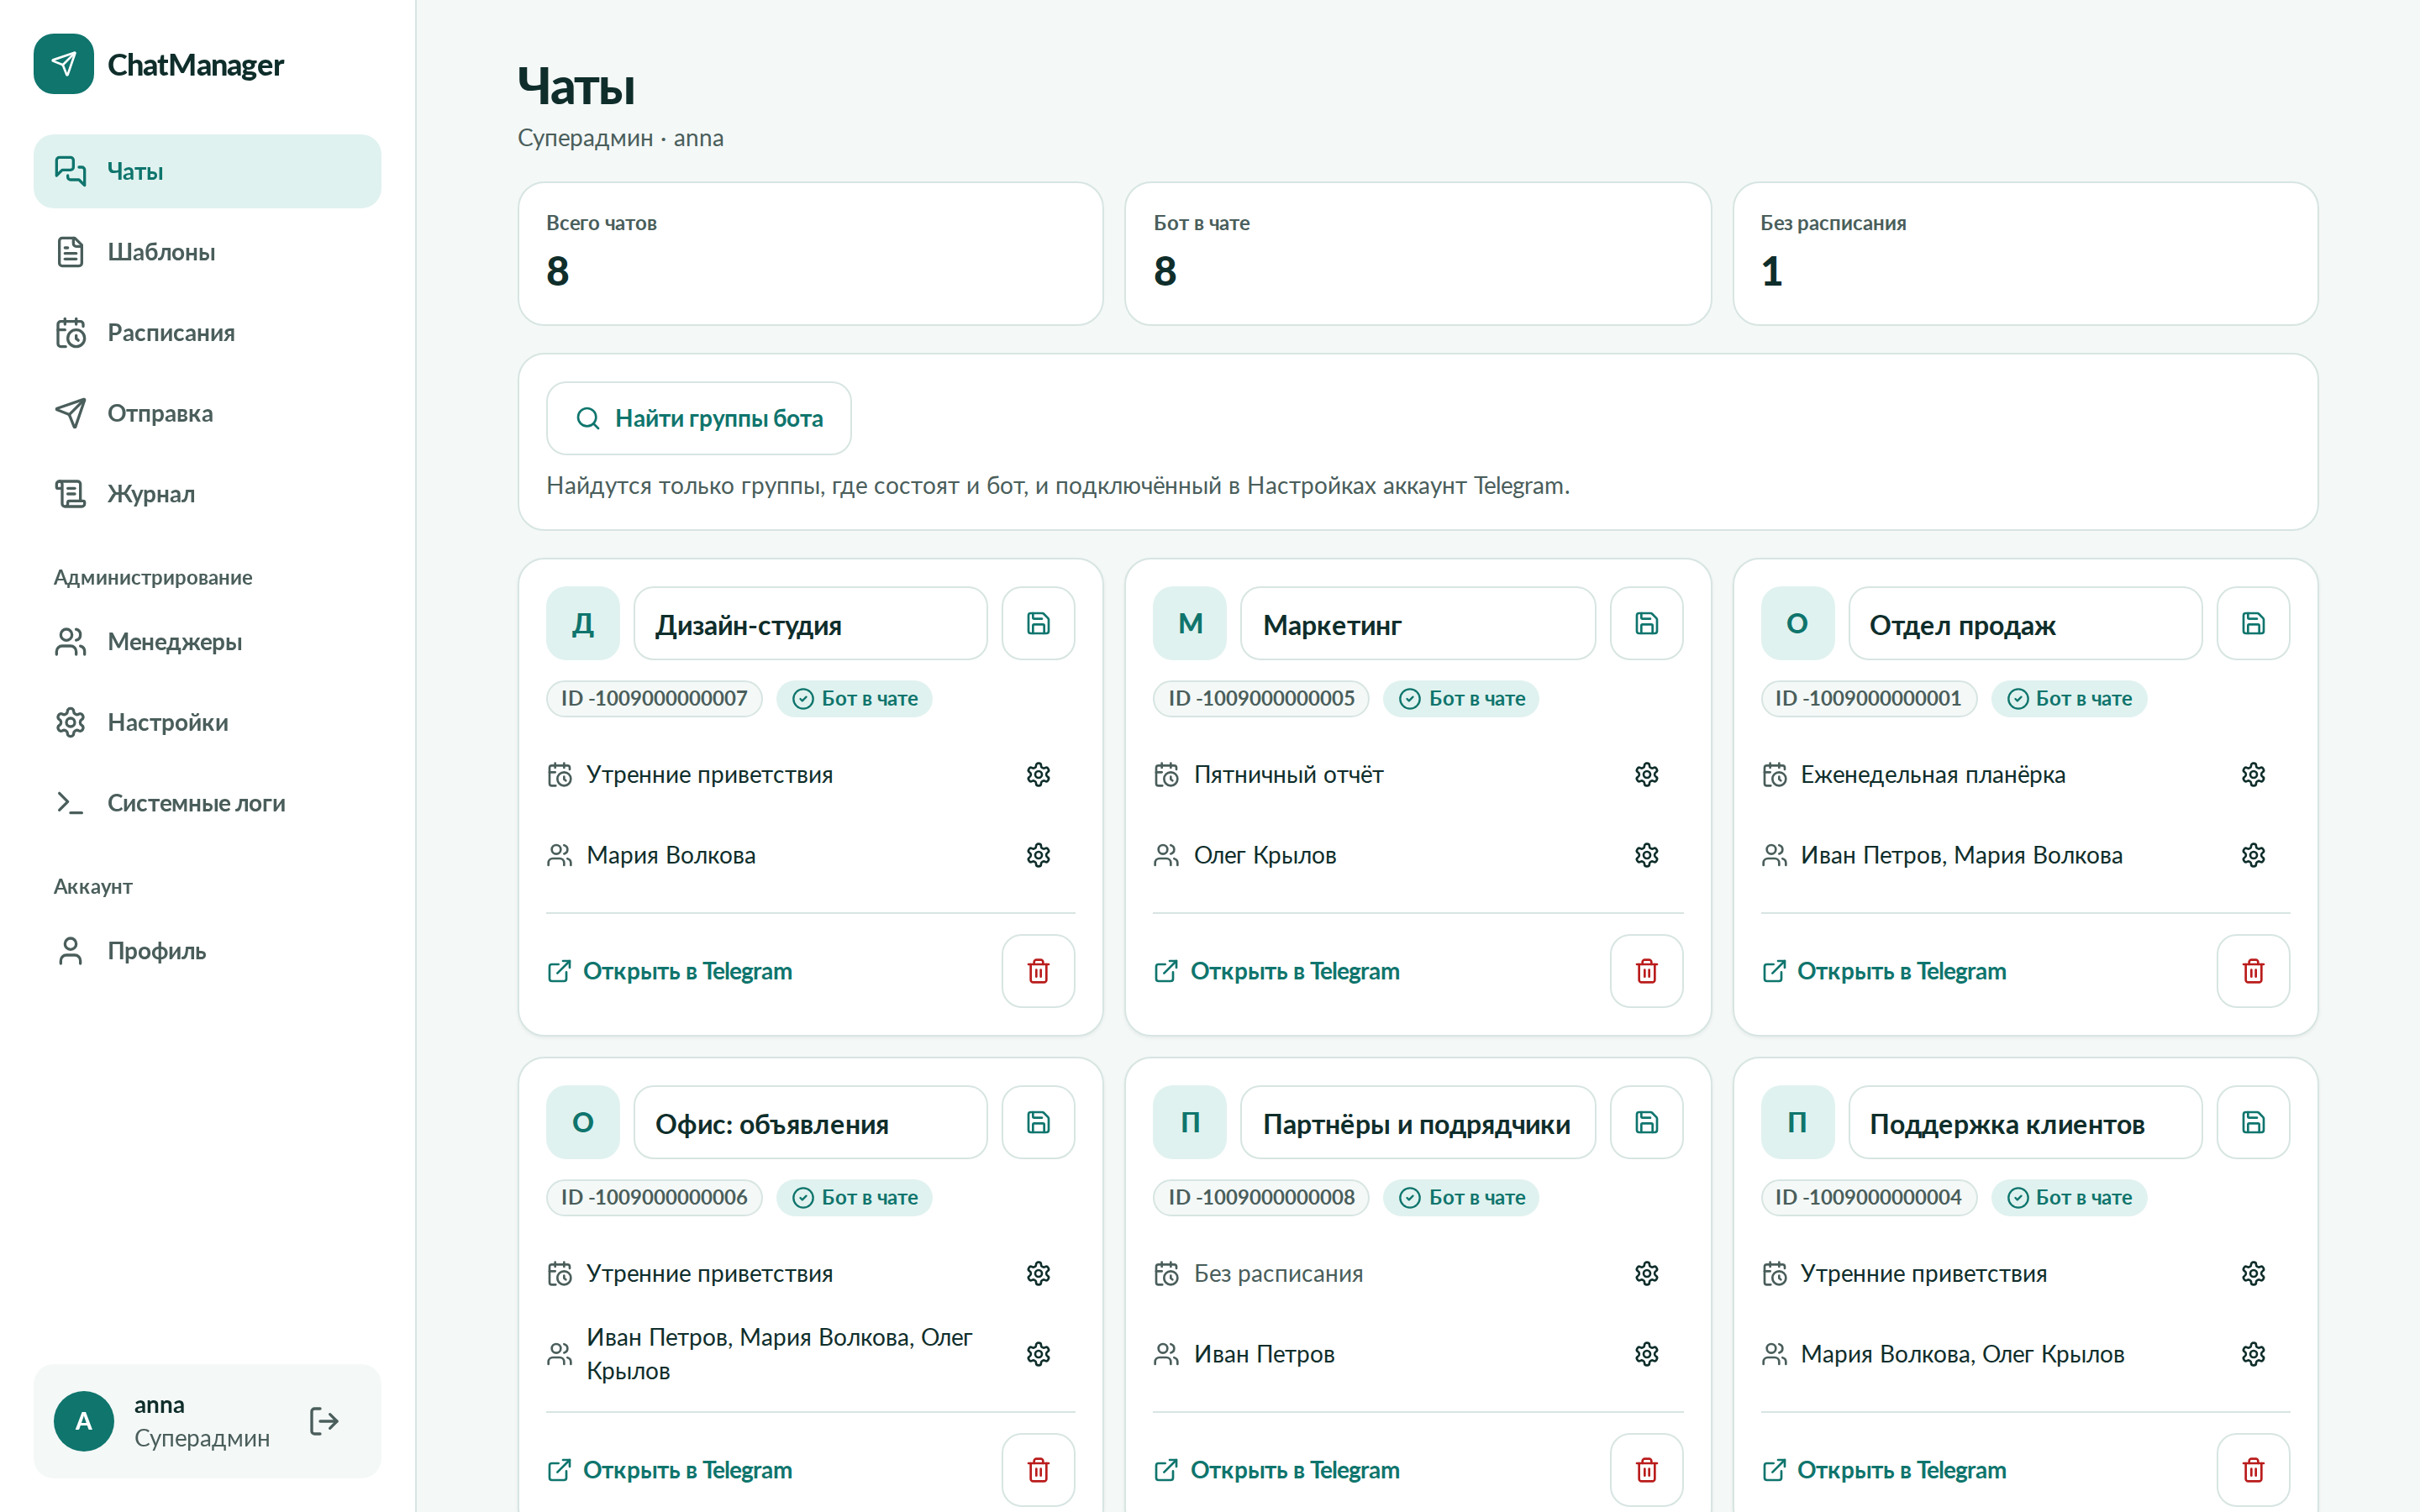 ChatManager
Чаты
Шаблоны
Расписания
Отправка
Журнал
Администрирование
Менеджеры
Настройки
Системные логи
Аккаунт
Профиль
A
anna
Суперадмин
Чаты
Суперадмин · anna
Всего чатов
8
Бот в чате
8
Без расписания
1
Найти группы бота
Найдутся только группы, где состоят и бот, и подключённый в Настройках аккаунт Telegram.
Д
Дизайн-студия
ID -1009000000007
Бот в чате
Утренние приветствия
Мария Волкова
Открыть в Telegram
М
Маркетинг
ID -1009000000005
Бот в чате
Пятничный отчёт
Олег Крылов
Открыть в Telegram
О
Отдел продаж
ID -1009000000001
Бот в чате
Еженедельная планёрка
Иван Петров, Мария Волкова
Открыть в Telegram
О
Офис: объявления
ID -1009000000006
Бот в чате
Утренние приветствия
Иван Петров, Мария Волкова, Олег
Крылов
Открыть в Telegram
П
Партнёры и подрядчики
ID -1009000000008
Бот в чате
Без расписания
Иван Петров
Открыть в Telegram
П
Поддержка клиентов
ID -1009000000004
Бот в чате
Утренние приветствия
Мария Волкова, Олег Крылов
Открыть в Telegram